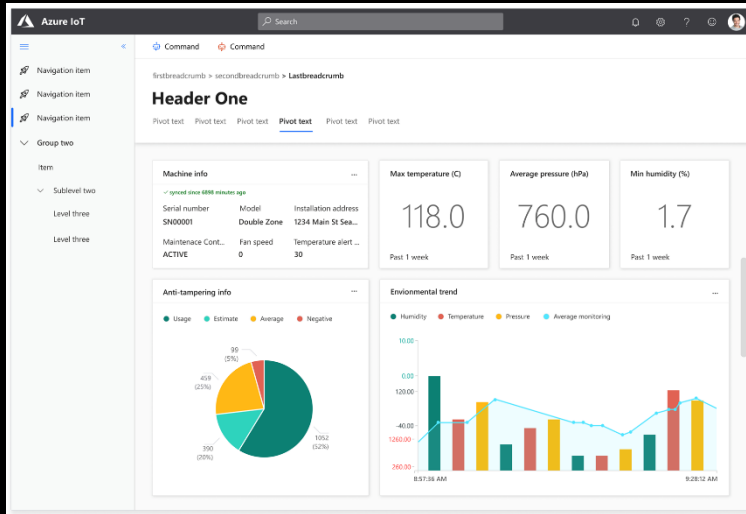 Azure IoT
Search
Command Command
Navigation item
Navigation item
Navigation item
Group two
Item
Sublevel two
Level three
Level three
firstbreadcrumb > secondbreadcrumb > Lastbreadcrumb
Header One
Pivot text Pivot text Pivot text Pivot text Pivot text Pivot text
Machine info ...
✓ synced since 6898 minutes ago
Serial number Model Installation address
SN00001 Double Zone 1234 Main St Sea...
Maintenace Cont... Fan speed Temperature alert ...
ACTIVE 0 30
Max temperature (C)
118.0
Past 1 week
Average pressure (hPa)
760.0
Past 1 week
Min humidity (%)
1.7
Past 1 week
Anti-tampering info ...
Usage Estimate Average Negative
99
(5%)
459
(25%)
390
(20%)
1052
(52%)
Envionmental trend ...
Humidity Temperature Pressure Average monitoring
10.00
0.00
120.00
-40.00
1260.00
260.00
8:57:36 AM 9:28:12 AM